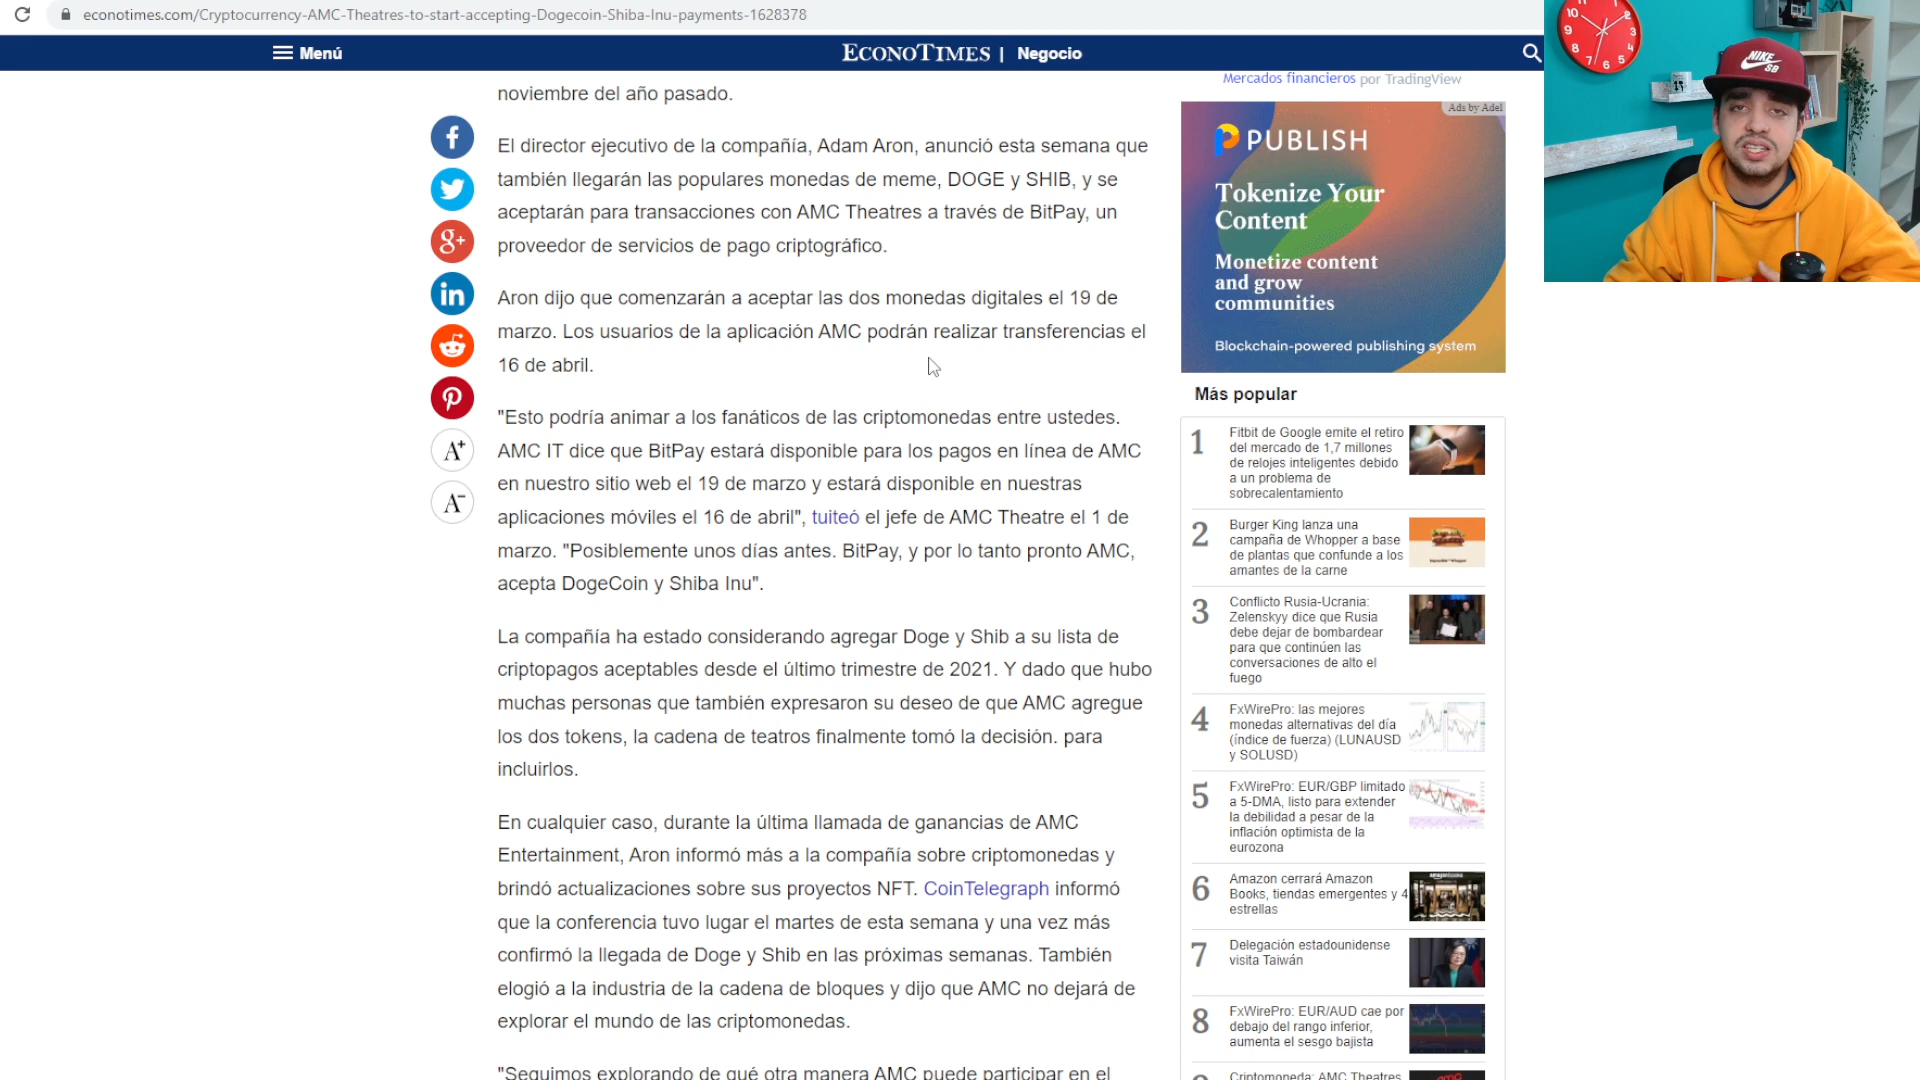 econotimes.com/Cryptocurrency-AMC-Theatres-to-start-accepting-Dogecoin-Shiba-Inu-payments-1628378
Menú
ECONOTIMES | Negocio
noviembre del año pasado.
El director ejecutivo de la compañía, Adam Aron, anunció esta semana que
también llegarán las populares monedas de meme, DOGE y SHIB, y se
aceptarán para transacciones con AMC Theatres a través de BitPay, un
proveedor de servicios de pago criptográfico.
Aron dijo que comenzarán a aceptar las dos monedas digitales el 19 de
marzo. Los usuarios de la aplicación AMC podrán realizar transferencias el
16 de abril.
"Esto podría animar a los fanáticos de las criptomonedas entre ustedes.
AMC IT dice que BitPay estará disponible para los pagos en línea de AMC
en nuestro sitio web el 19 de marzo y estará disponible en nuestras
aplicaciones móviles el 16 de abril", tuiteó el jefe de AMC Theatre el 1 de
marzo. "Posiblemente unos días antes. BitPay, y por lo tanto pronto AMC,
acepta DogeCoin y Shiba Inu".
La compañía ha estado considerando agregar Doge y Shib a su lista de
criptopagos aceptables desde el último trimestre de 2021. Y dado que hubo
muchas personas que también expresaron su deseo de que AMC agregue
los dos tokens, la cadena de teatros finalmente tomó la decisión. para
incluirlos.
En cualquier caso, durante la última llamada de ganancias de AMC
Entertainment, Aron informó más a la compañía sobre criptomonedas y
brindó actualizaciones sobre sus proyectos NFT. CoinTelegraph informó
que la conferencia tuvo lugar el martes de esta semana y una vez más
confirmó la llegada de Doge y Shib en las próximas semanas. También
elogió a la industria de la cadena de bloques y dijo que AMC no dejará de
explorar el mundo de las criptomonedas.
"Seguimos explorando de qué otra manera AMC puede participar en el
f
g+
in
A+
A-
Mercados financieros por TradingView
Ads by Adel
PUBLISH
Tokenize Your
Content
Monetize content
and grow
communities
Blockchain-powered publishing system
Más popular
1
Fitbit de Google emite el retiro
del mercado de 1,7 millones
de relojes inteligentes debido
a un problema de
sobrecalentamiento
2
Burger King lanza una
campaña de Whopper a base
de plantas que confunde a los
amantes de la carne
3
Conflicto Rusia-Ucrania:
Zelenskyy dice que Rusia
debe dejar de bombardear
para que continúen las
conversaciones de alto el
fuego
4
FxWirePro: las mejores
monedas alternativas del día
(índice de fuerza) (LUNAUSD
y SOLUSD)
5
FxWirePro: EUR/GBP limitado
a 5-DMA, listo para extender
la debilidad a pesar de la
inflación optimista de la
eurozona
6
Amazon cerrará Amazon
Books, tiendas emergentes y 4
estrellas
7
Delegación estadounidense
visita Taiwán
8
FxWirePro: EUR/AUD cae por
debajo del rango inferior,
aumenta el sesgo bajista
Criptomoneda: AMC Theatres
NIKE
SB